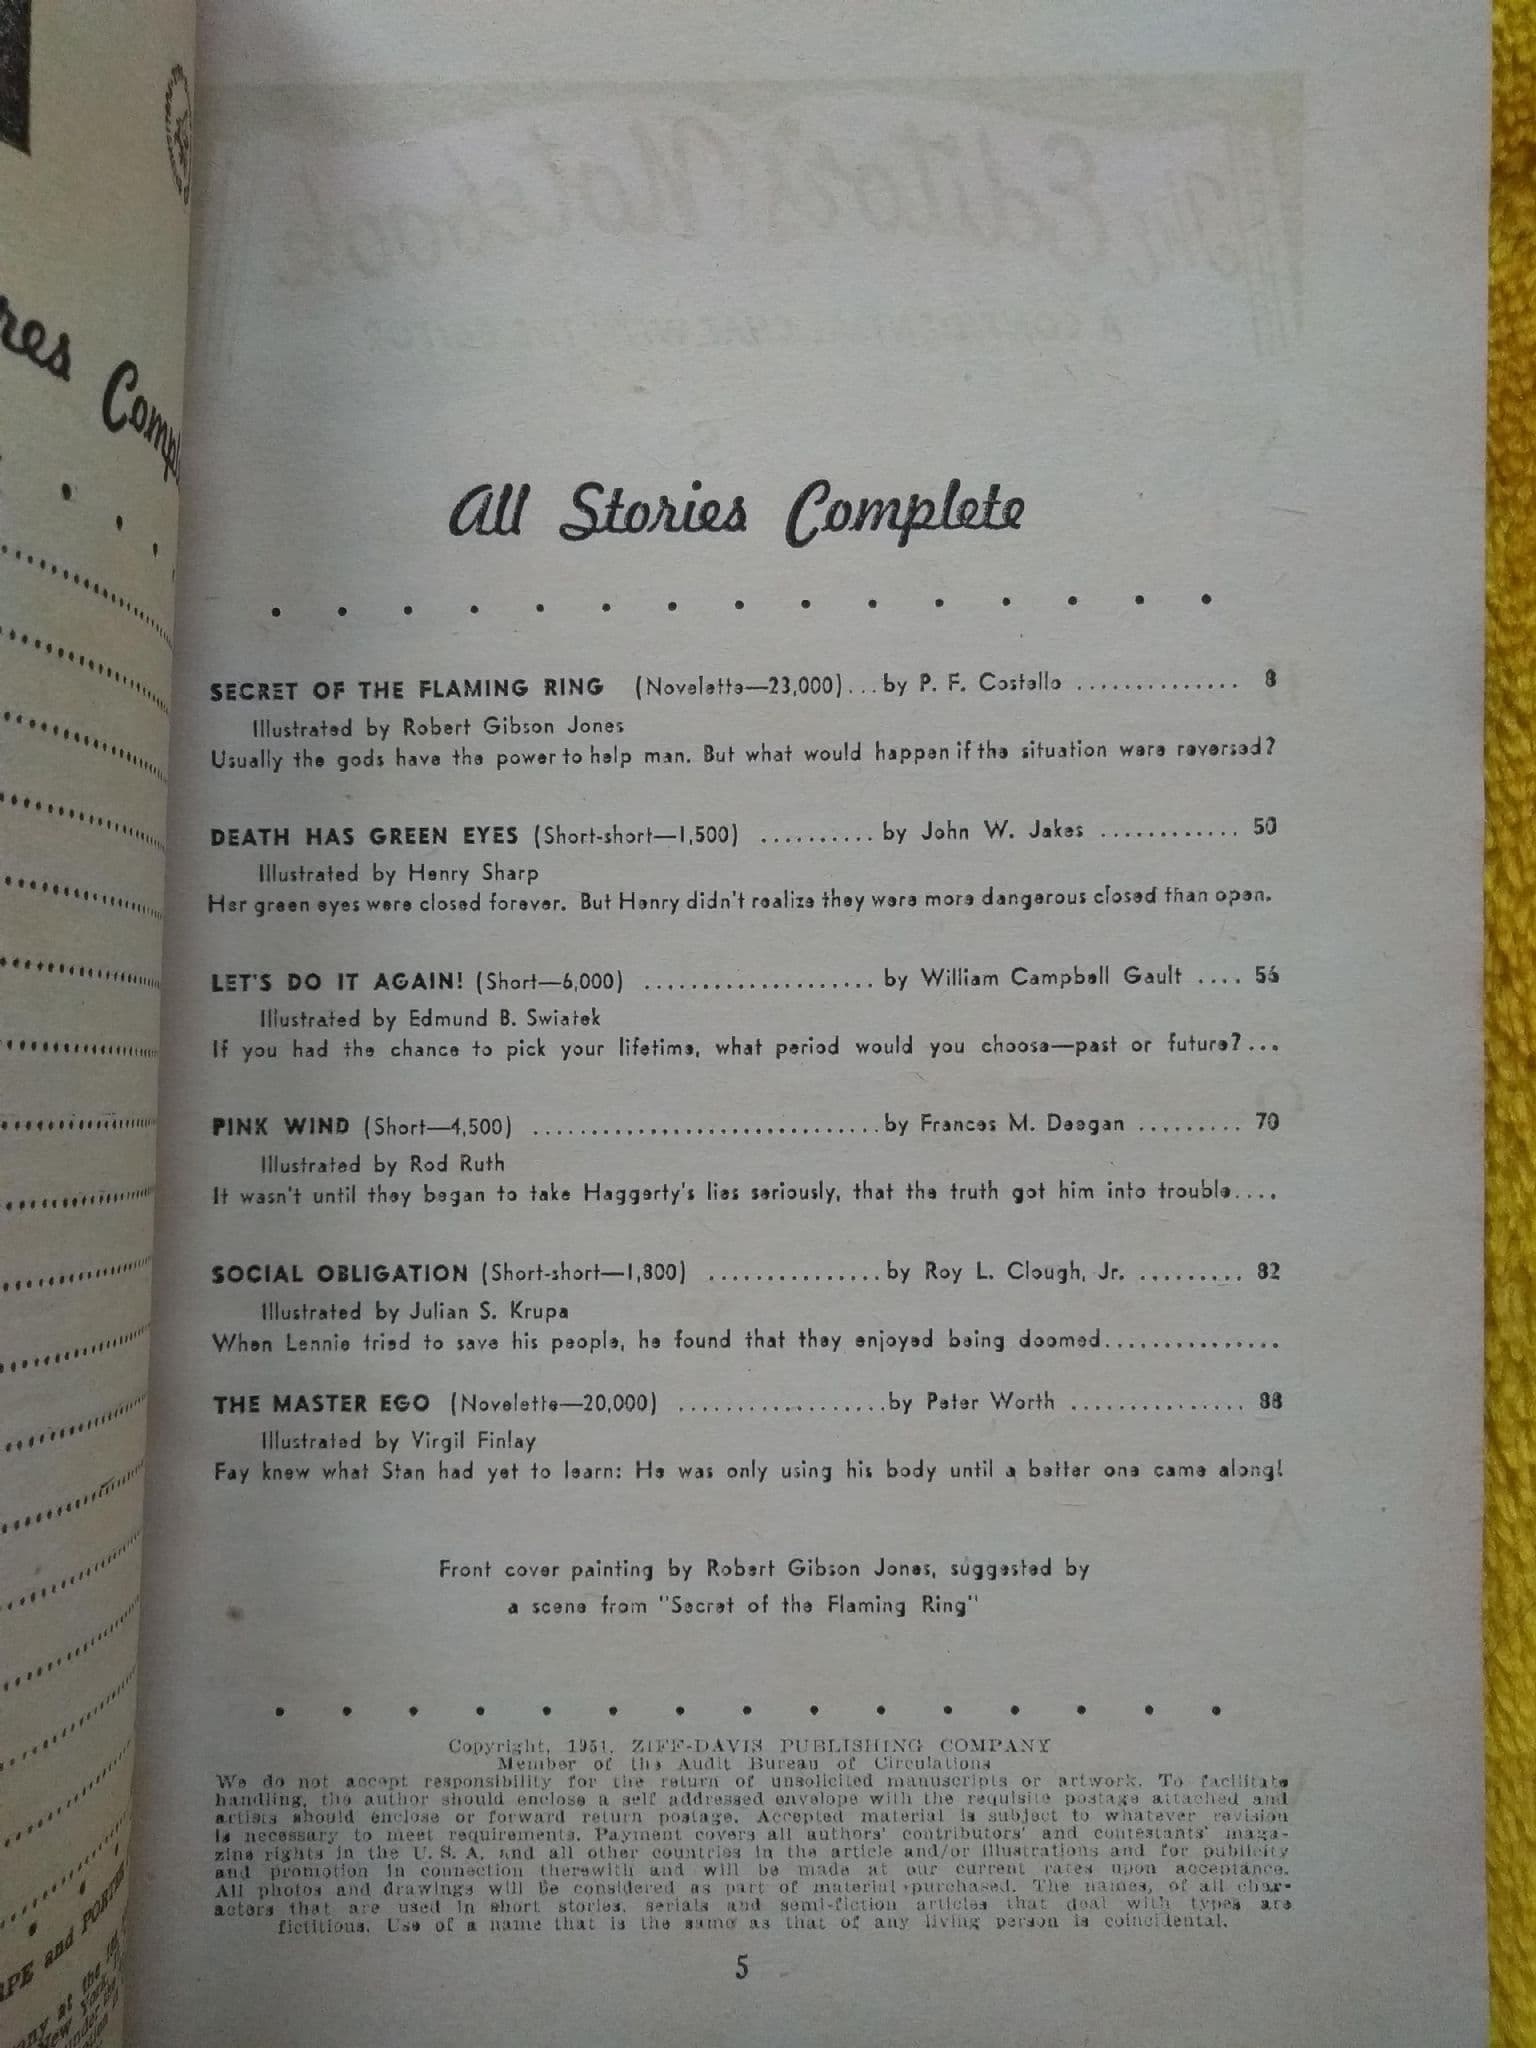 All Stories Complete
. . . . . . . . . . . . . . .
SECRET OF THE FLAMING RING (Novelette—23,000)...by P. F. Costello .............. 8
Illustrated by Robert Gibson Jones
Usually the gods have the power to help man. But what would happen if the situation were reversed?
DEATH HAS GREEN EYES (Short-short—1,500) ..........by John W. Jakes ............ 50
Illustrated by Henry Sharp
Her green eyes were closed forever. But Henry didn't realize they were more dangerous closed than open.
LET'S DO IT AGAIN! (Short—6,000) ....................by William Campbell Gault .... 56
Illustrated by Edmund B. Swiatek
If you had the chance to pick your lifetime, what period would you choose—past or future?...
PINK WIND (Short—4,500) ..............................by Frances M. Deegan ......... 70
Illustrated by Rod Ruth
It wasn't until they began to take Haggerty's lies seriously, that the truth got him into trouble....
SOCIAL OBLIGATION (Short-short—1,800) ...............by Roy L. Clough, Jr. ......... 82
Illustrated by Julian S. Krupa
When Lennie tried to save his people, he found that they enjoyed being doomed...............
THE MASTER EGO (Novelette—20,000) ..................by Peter Worth ............... 88
Illustrated by Virgil Finlay
Fay knew what Stan had yet to learn: He was only using his body until a better one came along!
Front cover painting by Robert Gibson Jones, suggested by
a scene from "Secret of the Flaming Ring"
. . . . . . . . . . . . . . .
Copyright, 1951, ZIFF-DAVIS PUBLISHING COMPANY
Member of the Audit Bureau of Circulations
We do not accept responsibility for the return of unsolicited manuscripts or artwork. To facilitate
handling, the author should enclose a self addressed envelope with the requisite postage attached and
artists should enclose or forward return postage. Accepted material is subject to whatever revision
is necessary to meet requirements. Payment covers all authors' contributors' and contestants' maga-
zine rights in the U. S. A. and all other countries in the article and/or illustrations and for publicity
and promotion in connection therewith and will be made at our current rates upon acceptance.
All photos and drawings will be considered as part of material purchased. The names, of all char-
acters that are used in short stories, serials and semi-fiction articles that deal with types are
fictitious. Use of a name that is the same as that of any living person is coincidental.
5